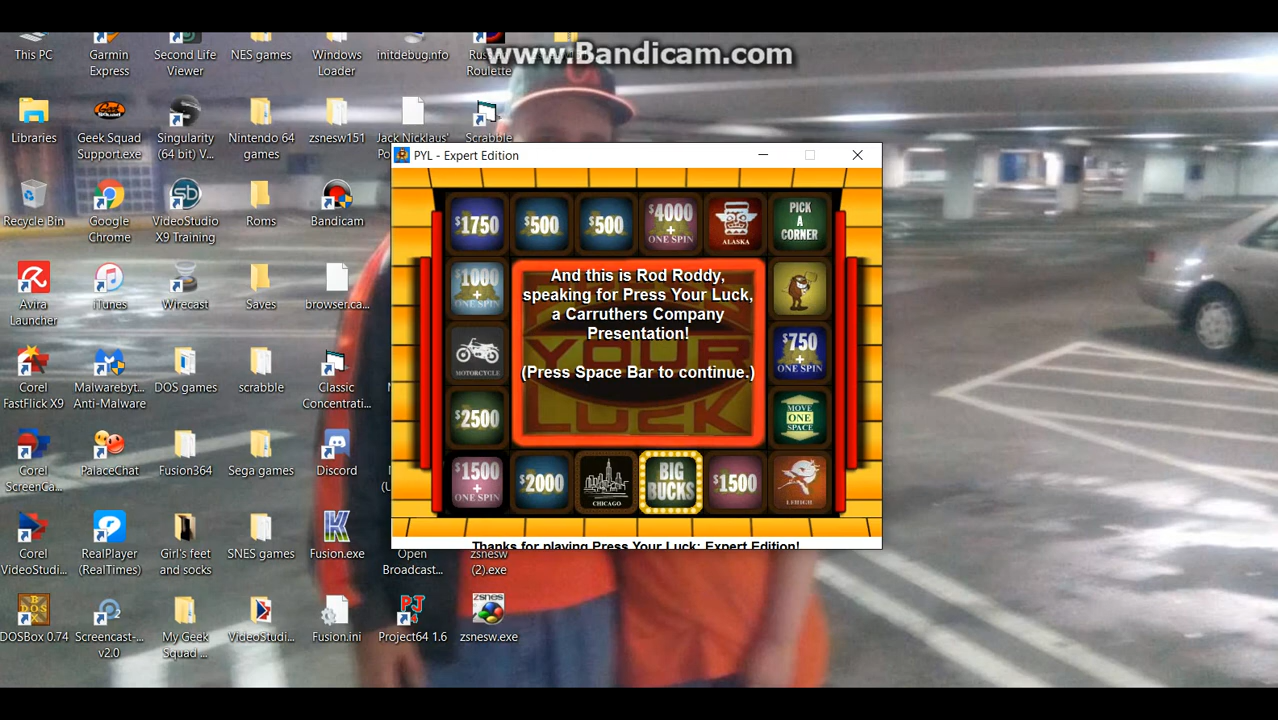 www.Bandicam.com
This PC
Garmin
Express
Second Life
Viewer
NES games
Windows
Loader
initdebug.nfo
Roulette
Libraries
Geek Squad
Support.exe
Singularity
(64 bit) V...
Nintendo 64
games
zsnesw151
Jack Nicklaus'
Scrabble
Recycle Bin
Google
Chrome
VideoStudio
X9 Training
Roms
Bandicam
Avira
Launcher
iTunes
Wirecast
Saves
browser.ca...
Corel
FastFlick X9
Malwarebyt...
Anti-Malware
DOS games
scrabble
Classic
Concentrati...
Corel
ScreenCa...
PalaceChat
Fusion364
Sega games
Discord
Corel
VideoStudi...
RealPlayer
(RealTimes)
Girl's feet
and socks
SNES games
Fusion.exe
Open
Broadcast...
zsnesw
(2).exe
DOSBox 0.74
Screencast-...
v2.0
My Geek
Squad ...
VideoStudi...
Fusion.ini
Project64 1.6
zsnesw.exe
PYL - Expert Edition
$1750
$500
$500
$4000
+
ONE SPIN
ALASKA
PICK
A
CORNER
$1000
+
ONE SPIN
MOTORCYCLE
$2500
And this is Rod Roddy,
speaking for Press Your Luck,
a Carruthers Company
Presentation!
(Press Space Bar to continue.)
YOUR
LUCK
$750
+
ONE SPIN
MOVE
ONE
SPACE
$1500
+
ONE SPIN
$2000
CHICAGO
BIG
BUCKS
$1500
LEHIGH
Thanks for playing Press Your Luck: Expert Edition!